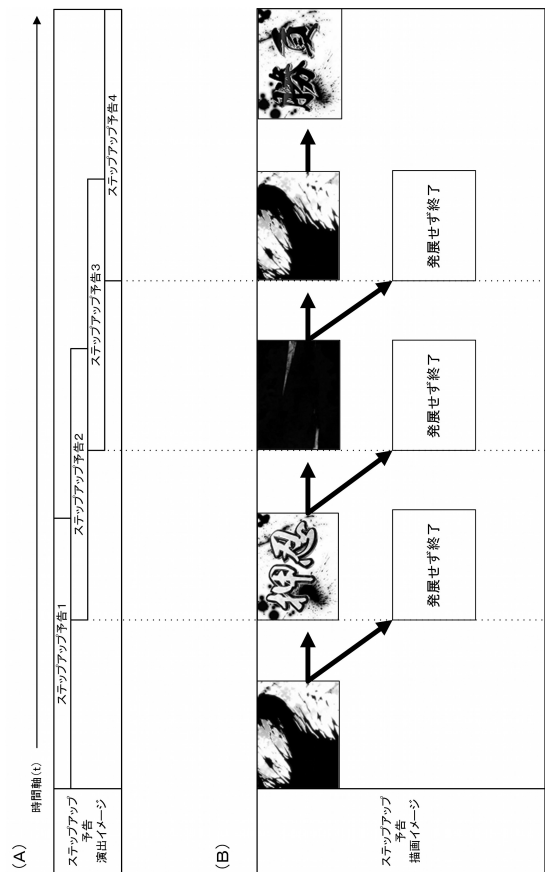 (A)
時間軸(t)
ステップアップ
予告
演出イメージ
ステップアップ予告1
ステップアップ予告2
ステップアップ予告3
ステップアップ予告4
(B)
ステップアップ
予告
描画イメージ
押忍
勝負
発展せず終了
発展せず終了
発展せず終了